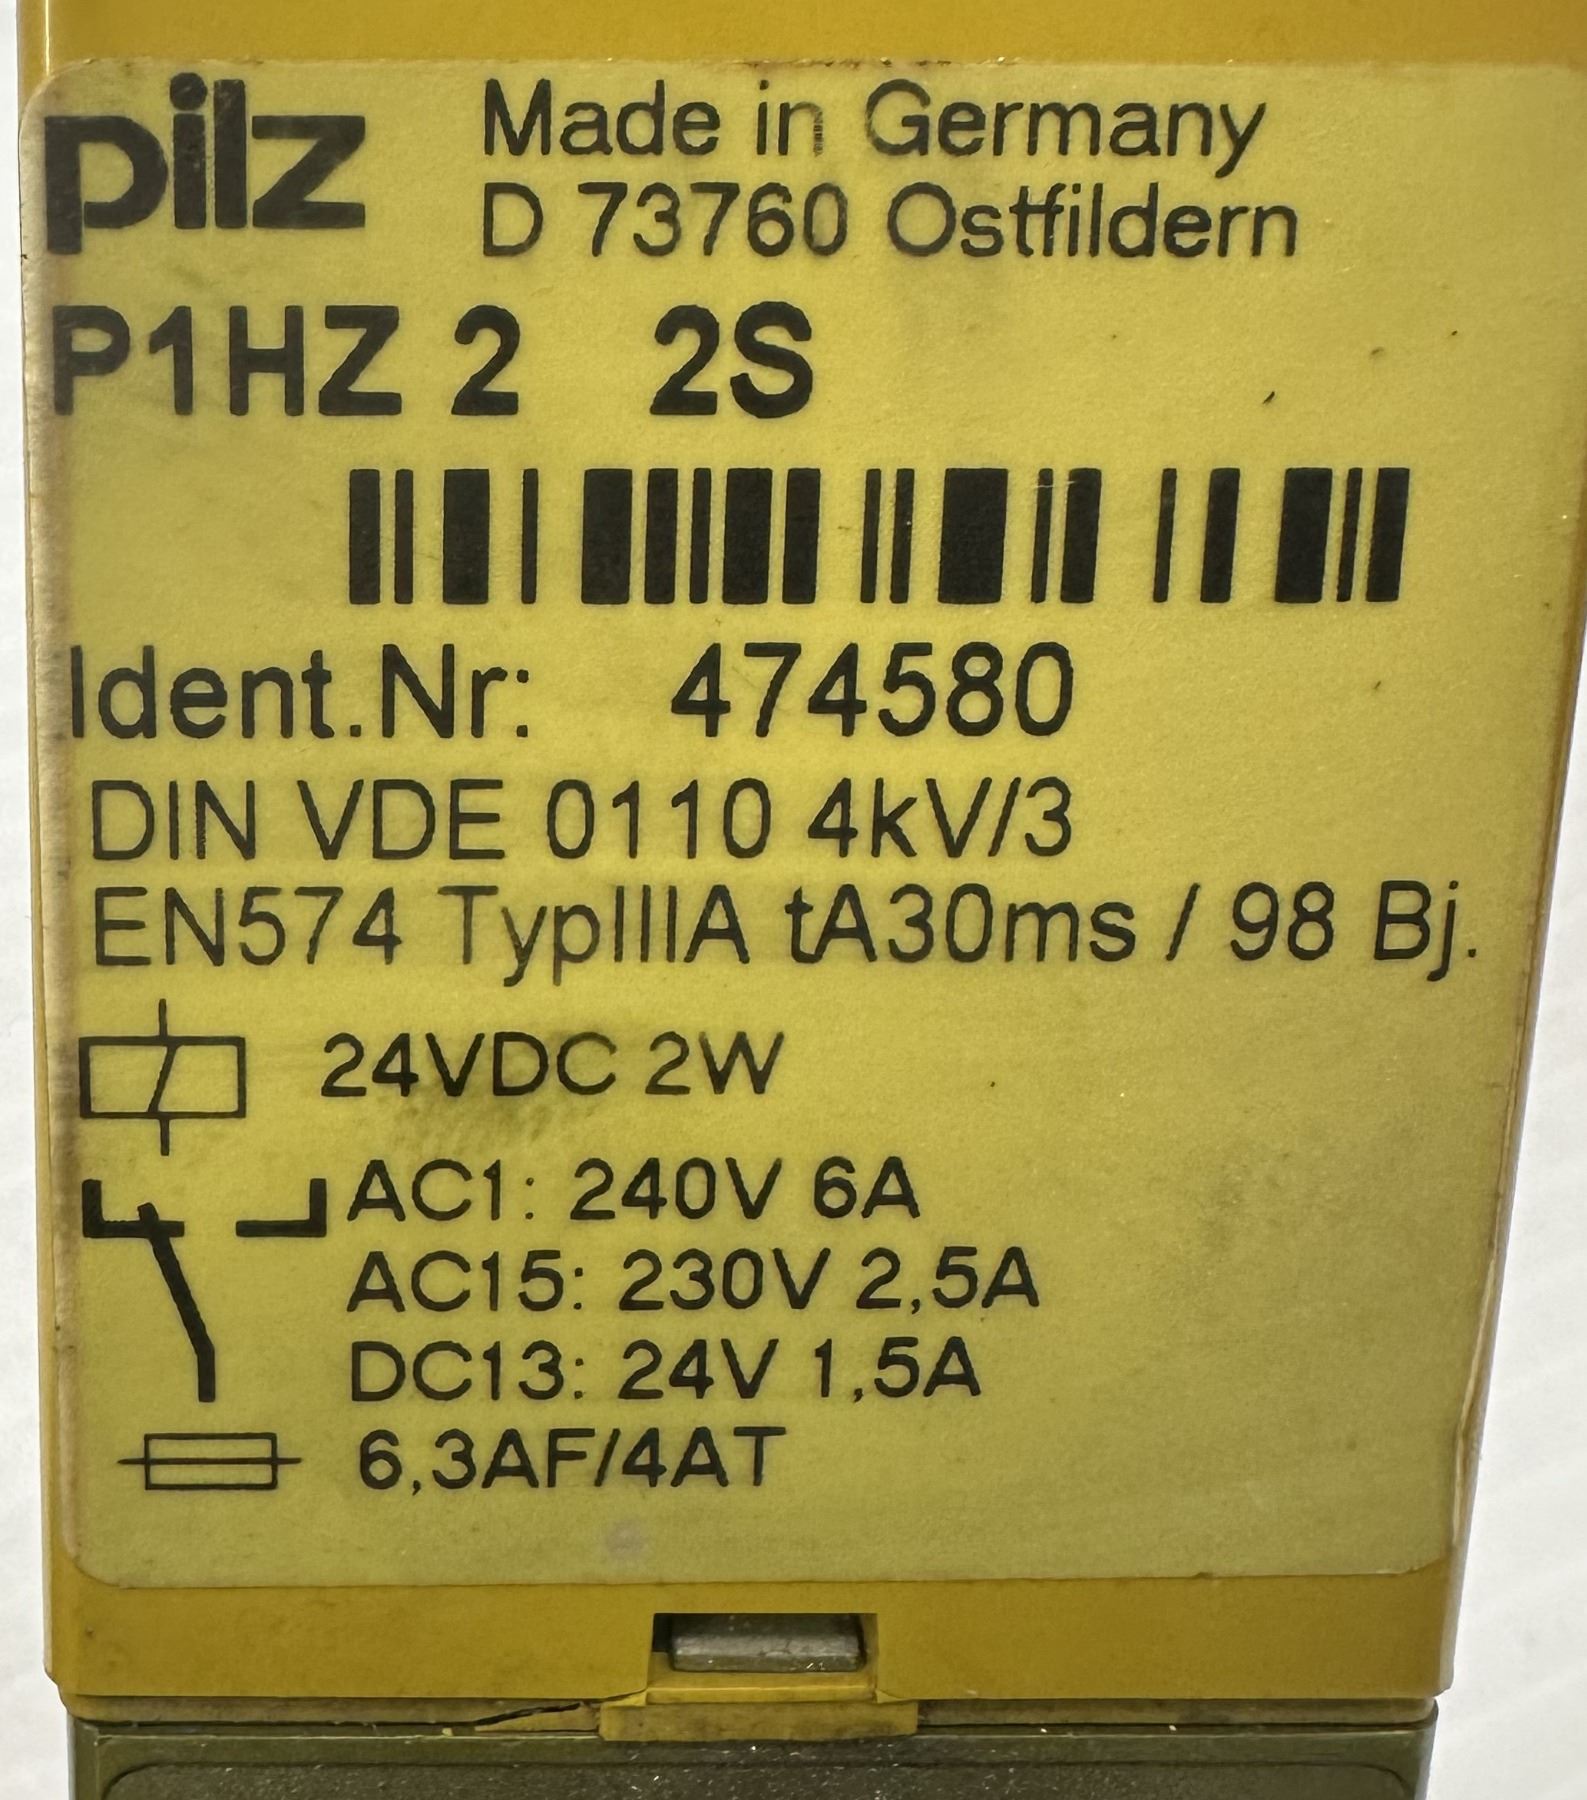 pilz
Made in Germany
D 73760 Ostfildern
P1HZ 2 2S
Ident.Nr: 474580
DIN VDE 0110 4kV/3
EN574 TypIIIA tA30ms / 98 Bj.
24VDC 2W
AC1: 240V 6A
AC15: 230V 2,5A
DC13: 24V 1,5A
6,3AF/4AT